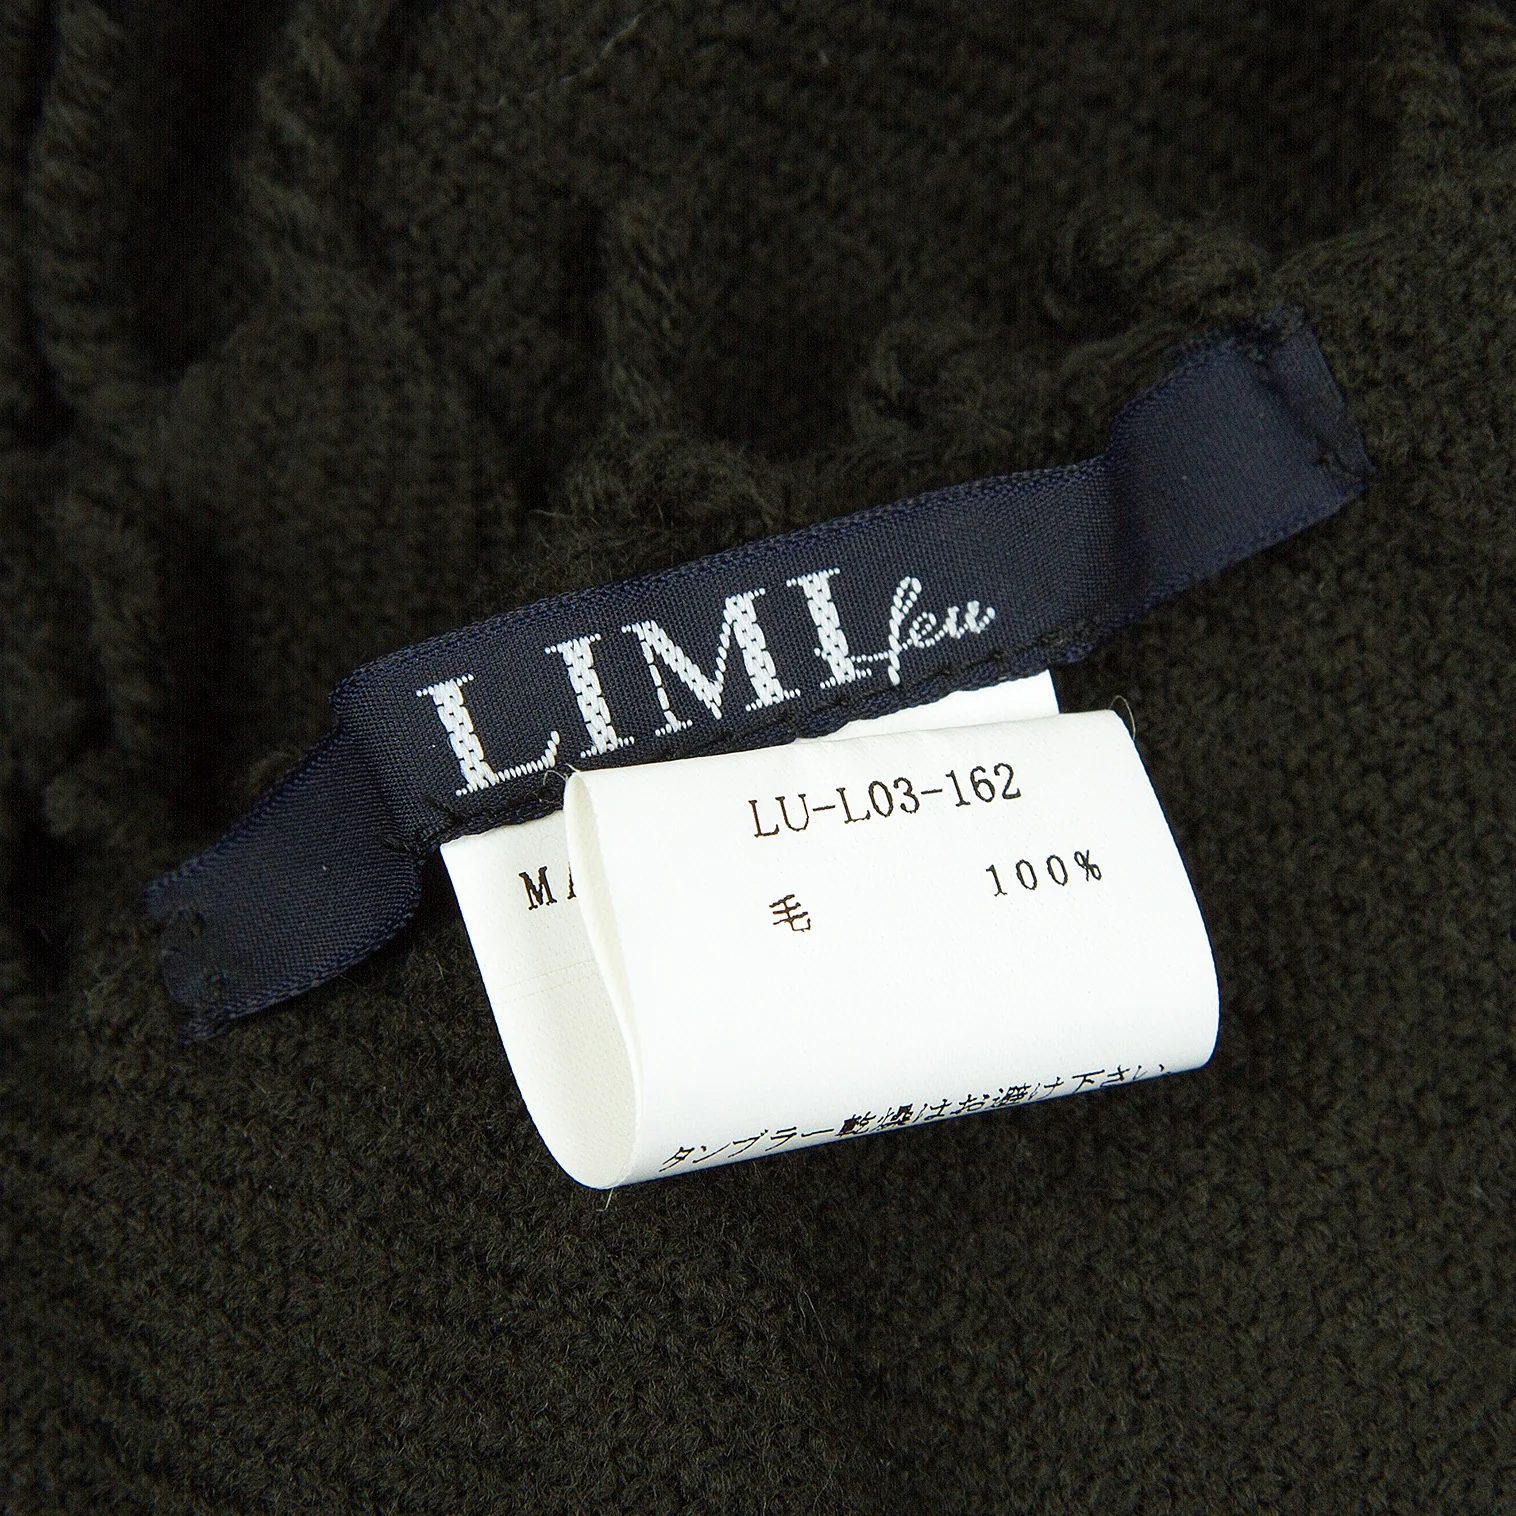 LIMI feu
LU-L03-162
毛 100%
タンブラー乾燥はお避け下さい